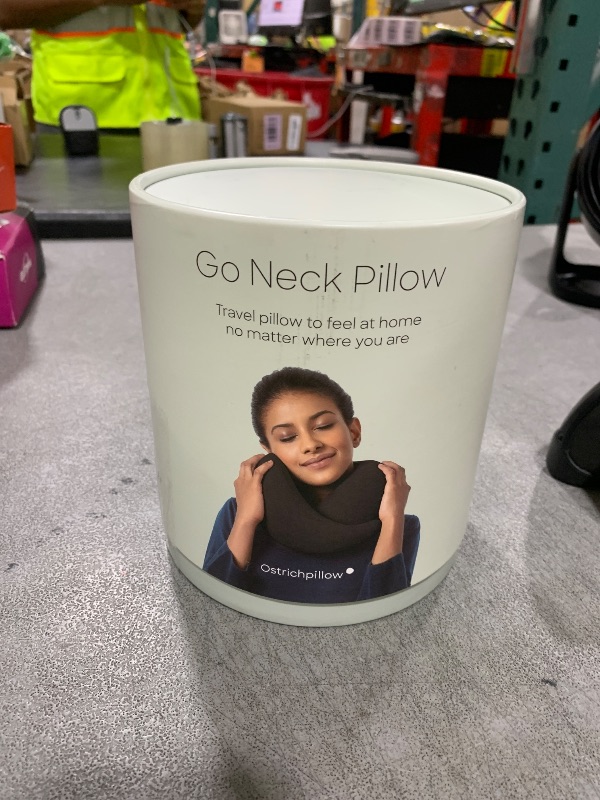 Go Neck Pillow
Travel pillow to feel at home
no matter where you are
Ostrichpillow